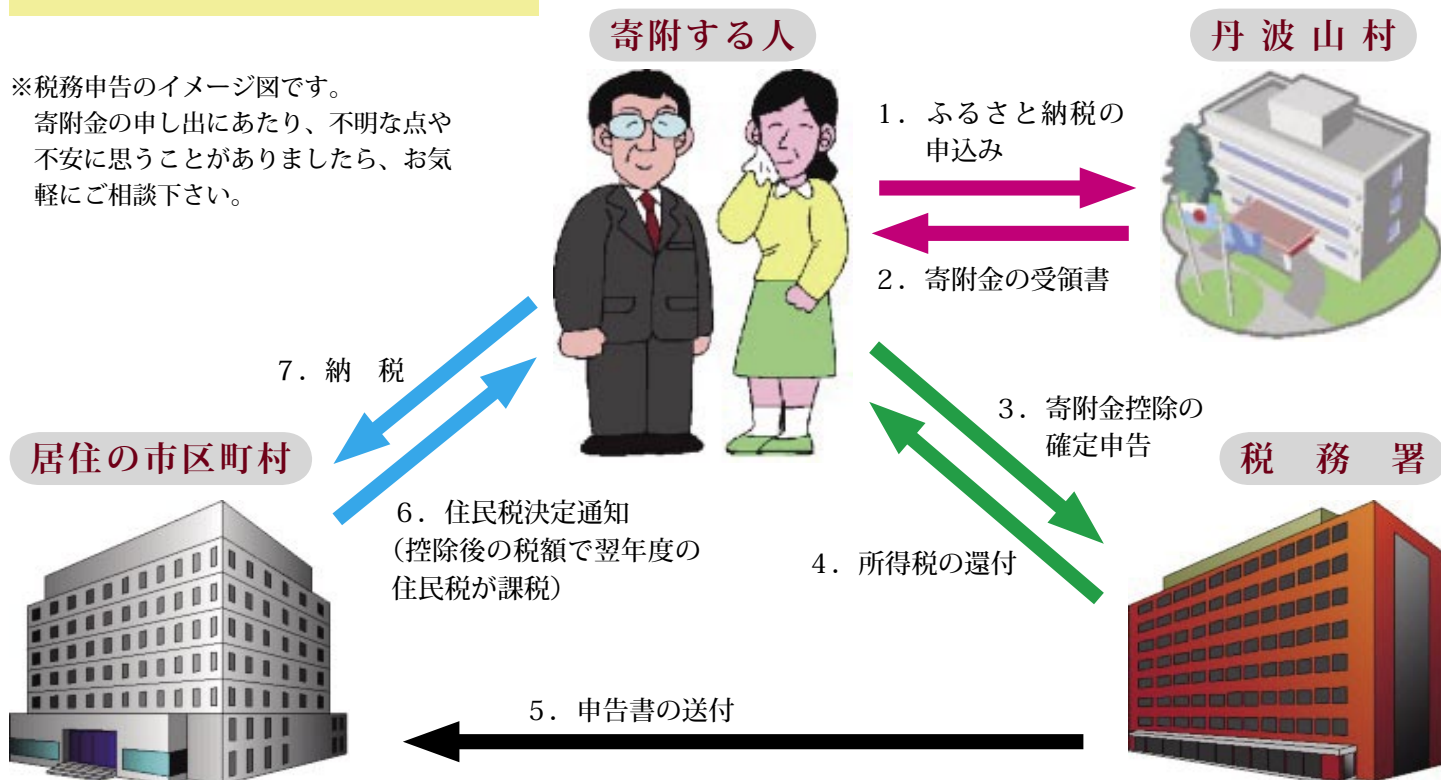 寄附する人
丹波山村
※税務申告のイメージ図です。
寄附金の申し出にあたり、不明な点や
不安に思うことがありましたら、お気
軽にご相談下さい。
1．ふるさと納税の
申込み
2．寄附金の受領書
7．納　税
3．寄附金控除の
確定申告
居住の市区町村
税　務　署
6．住民税決定通知
（控除後の税額で翌年度の
住民税が課税）
4．所得税の還付
5．申告書の送付